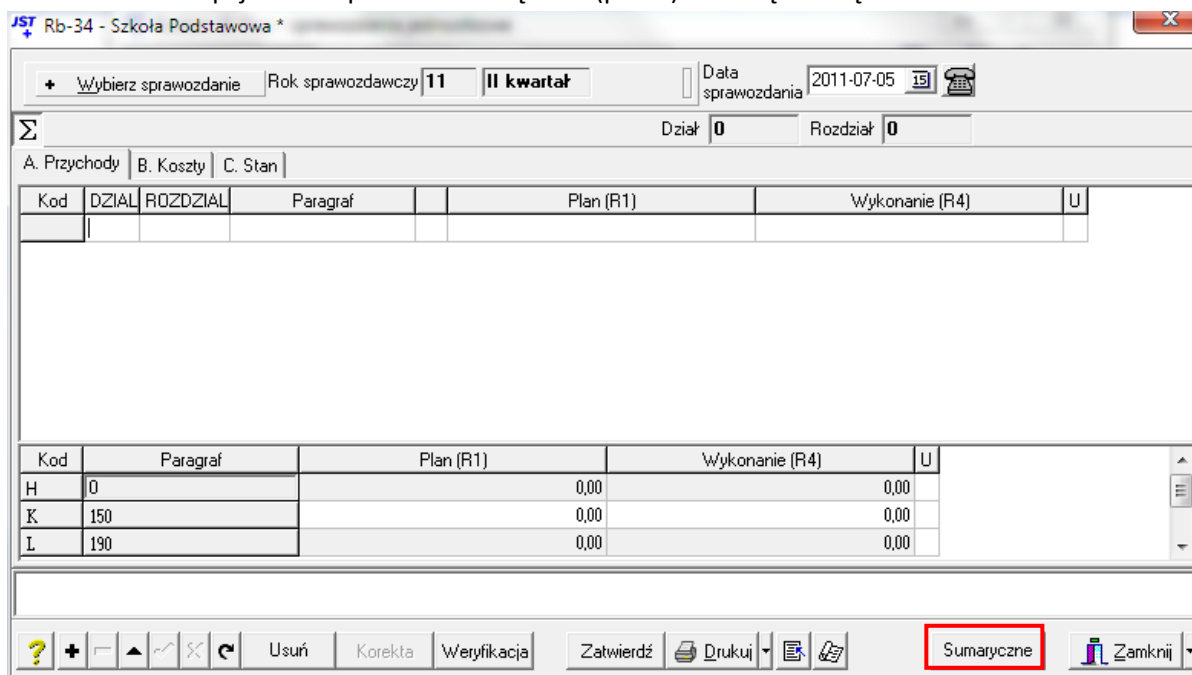 JST Rb-34 - Szkoła Podstawowa *
+ Wybierz sprawozdanie Rok sprawozdawczy 11 II kwartał Data sprawozdania 2011-07-05 15
Σ Dział 0 Rozdział 0
A. Przychody B. Koszty C. Stan
Kod DZIAL ROZDZIAL Paragraf Plan (R1) Wykonanie (R4) U
Kod Paragraf Plan (R1) Wykonanie (R4) U
H 0 0,00 0,00
K 150 0,00 0,00
L 190 0,00 0,00
? + Usuń Korekta Weryfikacja Zatwierdź Drukuj Sumaryczne Zamknij